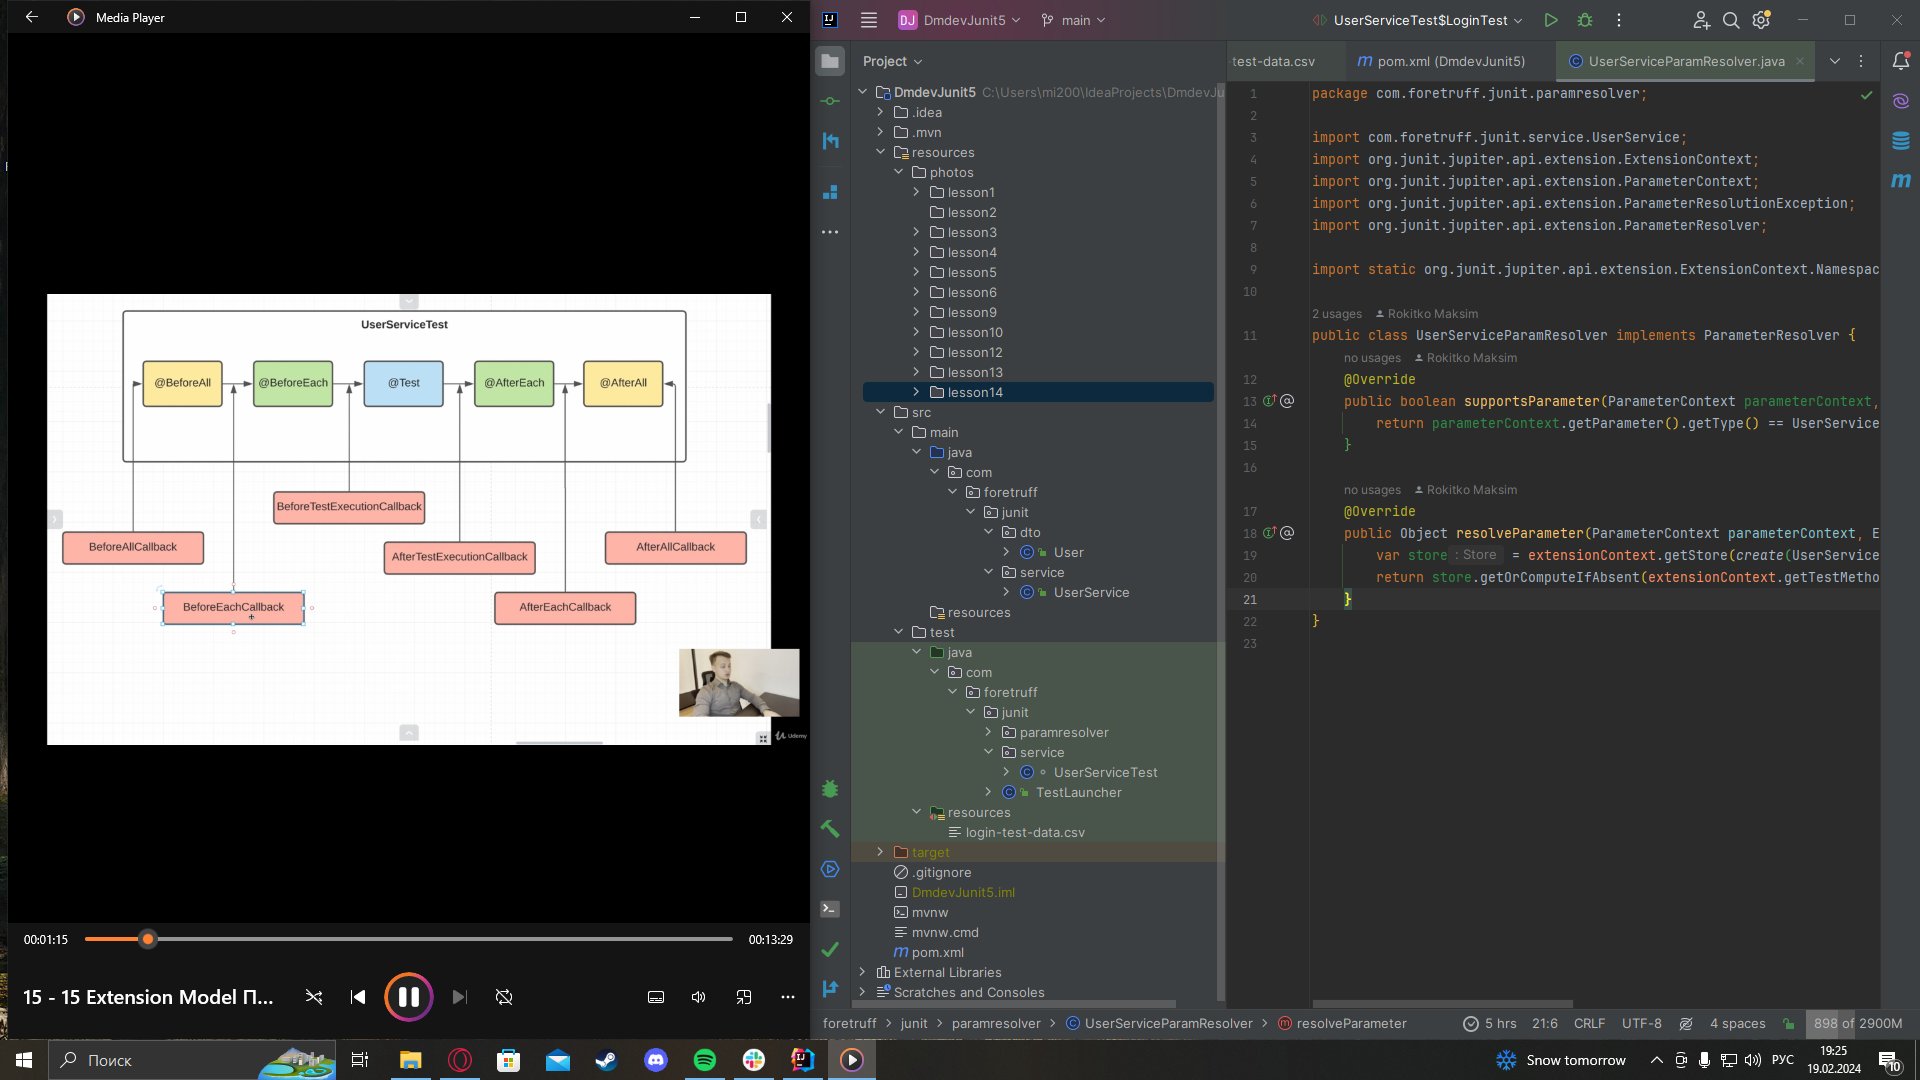 Media Player
UserServiceTest
@BeforeAll
@BeforeEach
@Test
@AfterEach
@AfterAll
BeforeTestExecutionCallback
BeforeAllCallback
AfterTestExecutionCallback
AfterAllCallback
BeforeEachCallback
AfterEachCallback
Udemy
00:01:15
00:13:29
15 - 15 Extension Model П...
DJ DmdevJunit5
main
UserServiceTest$LoginTest
Project
DmdevJunit5 C:\Users\mi200\IdeaProjects\DmdevJu
.idea
.mvn
resources
photos
lesson1
lesson2
lesson3
lesson4
lesson5
lesson6
lesson9
lesson10
lesson12
lesson13
lesson14
src
main
java
com
foretruff
junit
dto
User
service
UserService
resources
test
java
com
foretruff
junit
paramresolver
service
UserServiceTest
TestLauncher
resources
login-test-data.csv
target
.gitignore
DmdevJunit5.iml
mvnw
mvnw.cmd
pom.xml
External Libraries
Scratches and Consoles
test-data.csv
pom.xml (DmdevJunit5)
UserServiceParamResolver.java
1 package com.foretruff.junit.paramresolver;
2
3 import com.foretruff.junit.service.UserService;
4 import org.junit.jupiter.api.extension.ExtensionContext;
5 import org.junit.jupiter.api.extension.ParameterContext;
6 import org.junit.jupiter.api.extension.ParameterResolutionException;
7 import org.junit.jupiter.api.extension.ParameterResolver;
8
9 import static org.junit.jupiter.api.extension.ExtensionContext.Namespac
10
2 usages Rokitko Maksim
11 public class UserServiceParamResolver implements ParameterResolver {
no usages Rokitko Maksim
12 @Override
13 public boolean supportsParameter(ParameterContext parameterContext,
14 return parameterContext.getParameter().getType() == UserService
15 }
16
no usages Rokitko Maksim
17 @Override
18 public Object resolveParameter(ParameterContext parameterContext, E
19 var store : Store = extensionContext.getStore(create(UserService
20 return store.getOrComputeIfAbsent(extensionContext.getTestMetho
21 }
22 }
23
foretruff > junit > paramresolver > UserServiceParamResolver > resolveParameter
5 hrs 21:6 CRLF UTF-8 4 spaces 898 of 2900M
Поиск
Snow tomorrow
РУС
19:25
19.02.2024
10